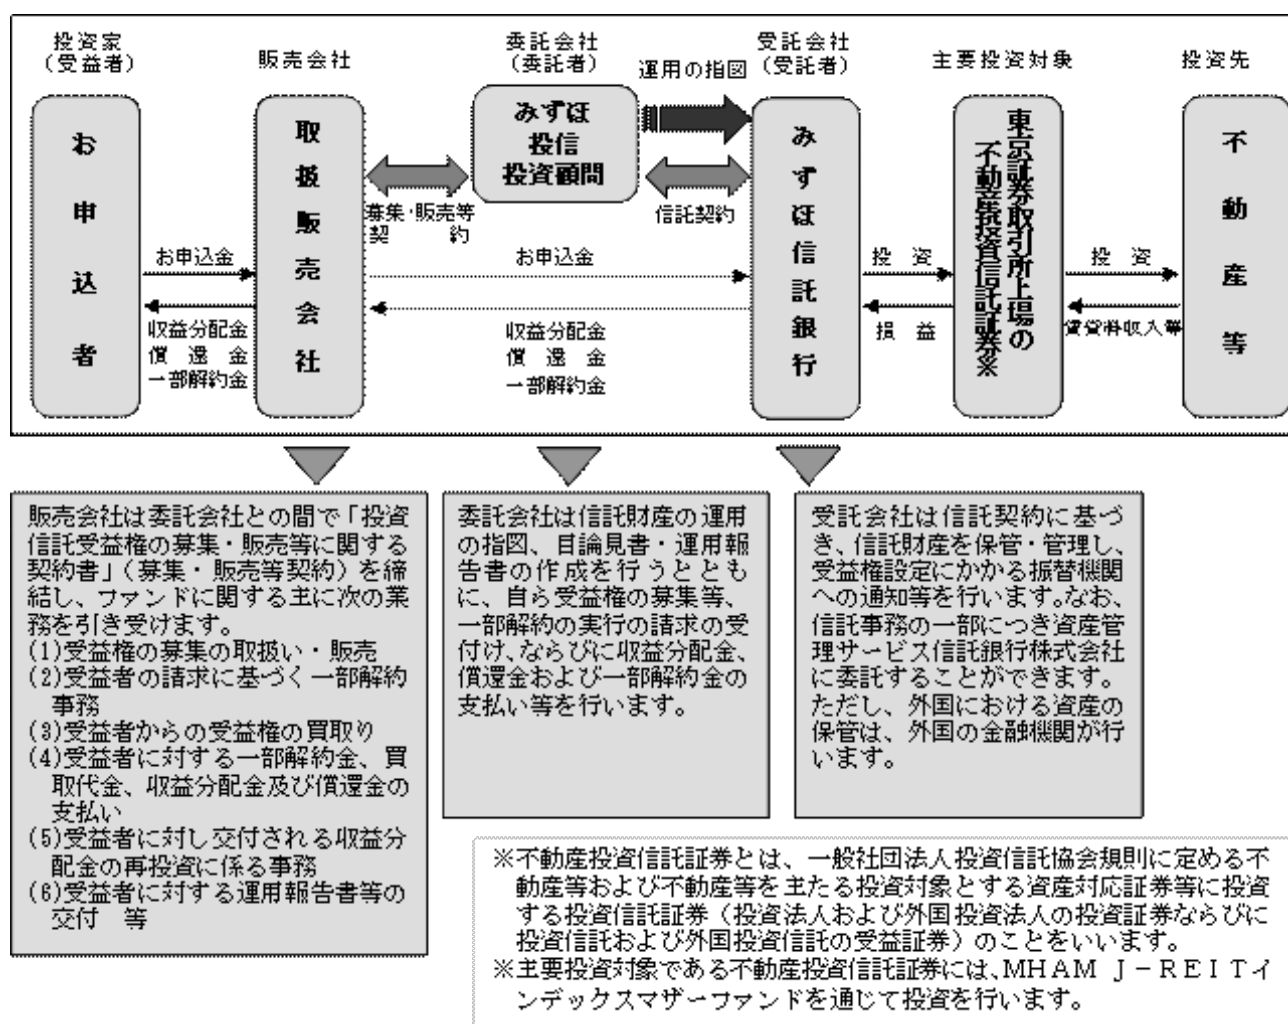 投資家
(受益者)
販売会社
委託会社
(委託者)
運用の指図
受託会社
(受託者)
主要投資対象
投資先
お申込者
取扱販売会社
みずほ
投信
投資顧問
みずほ信託銀行
東京証券取引所上場の
不動産投資信託証券※
不動産等
募集・販売等
契約
信託契約
お申込金
お申込金
投資
投資
収益分配金
償還金
一部解約金
収益分配金
償還金
一部解約金
損益
賃貸料収入等
販売会社は委託会社との間で「投資
信託受益権の募集・販売等に関する
契約書」(募集・販売等契約)を締
結し、ファンドに関する主に次の業
務を引き受けます。
(1)受益権の募集の取扱い・販売
(2)受益者の請求に基づく一部解約
事務
(3)受益者からの受益権の買取り
(4)受益者に対する一部解約金、買
取代金、収益分配金及び償還金の
支払い
(5)受益者に対し交付される収益分
配金の再投資に係る事務
(6)受益者に対する運用報告書等の
交付 等
委託会社は信託財産の運用
の指図、目論見書・運用報
告書の作成を行うととも
に、自ら受益権の募集等、
一部解約の実行の請求の受
付け、ならびに収益分配金、
償還金および一部解約金の
支払い等を行います。
受託会社は信託契約に基づ
き、信託財産を保管・管理し、
受益権設定にかかる振替機関
への通知等を行います。なお、
信託事務の一部につき資産管
理サービス信託銀行株式会社
に委託することができます。
ただし、外国における資産の
保管は、外国の金融機関が行
います。
※不動産投資信託証券とは、一般社団法人投資信託協会規則に定める不
動産等および不動産等を主たる投資対象とする資産対応証券等に投資
する投資信託証券(投資法人および外国投資法人の投資証券ならびに
投資信託および外国投資信託の受益証券)のことをいいます。
※主要投資対象である不動産投資信託証券には、MHAM J-REITイ
ンデックスマザーファンドを通じて投資を行います。